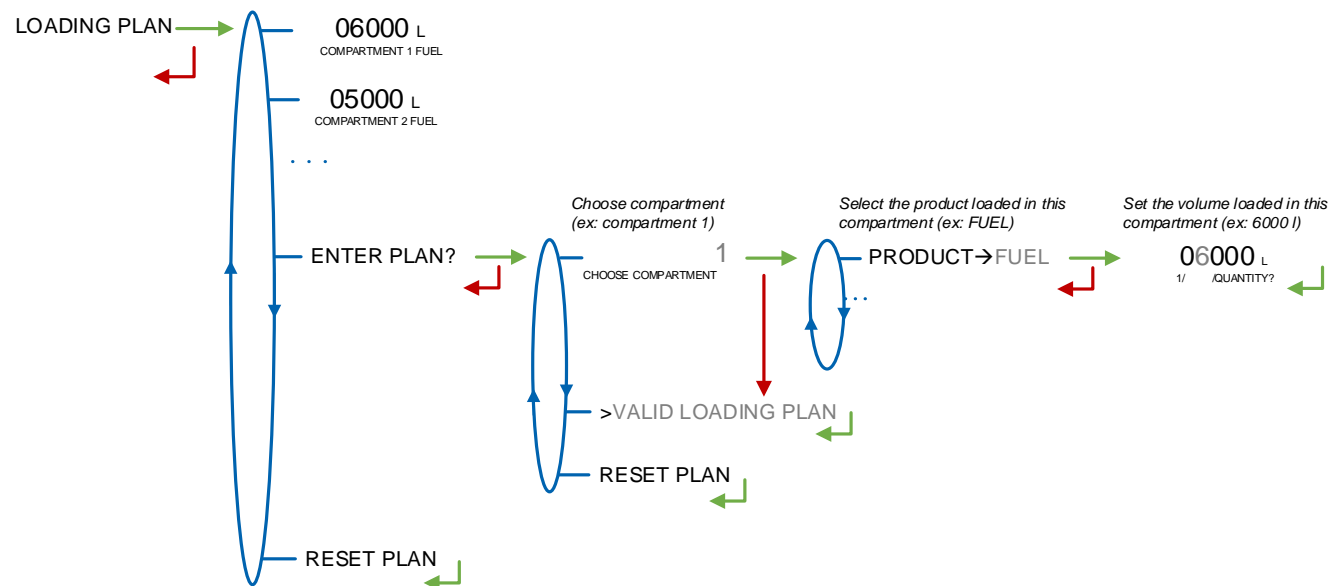 LOADING PLAN
06000 L
COMPARTMENT 1 FUEL
05000 L
COMPARTMENT 2 FUEL
. . .
ENTER PLAN?
Choose compartment
(ex: compartment 1)
1
CHOOSE COMPARTMENT
Select the product loaded in this
compartment (ex: FUEL)
PRODUCT→FUEL
...
Set the volume loaded in this
compartment (ex: 6000 l)
06000 L
1/ /QUANTITY?
>VALID LOADING PLAN
RESET PLAN
RESET PLAN